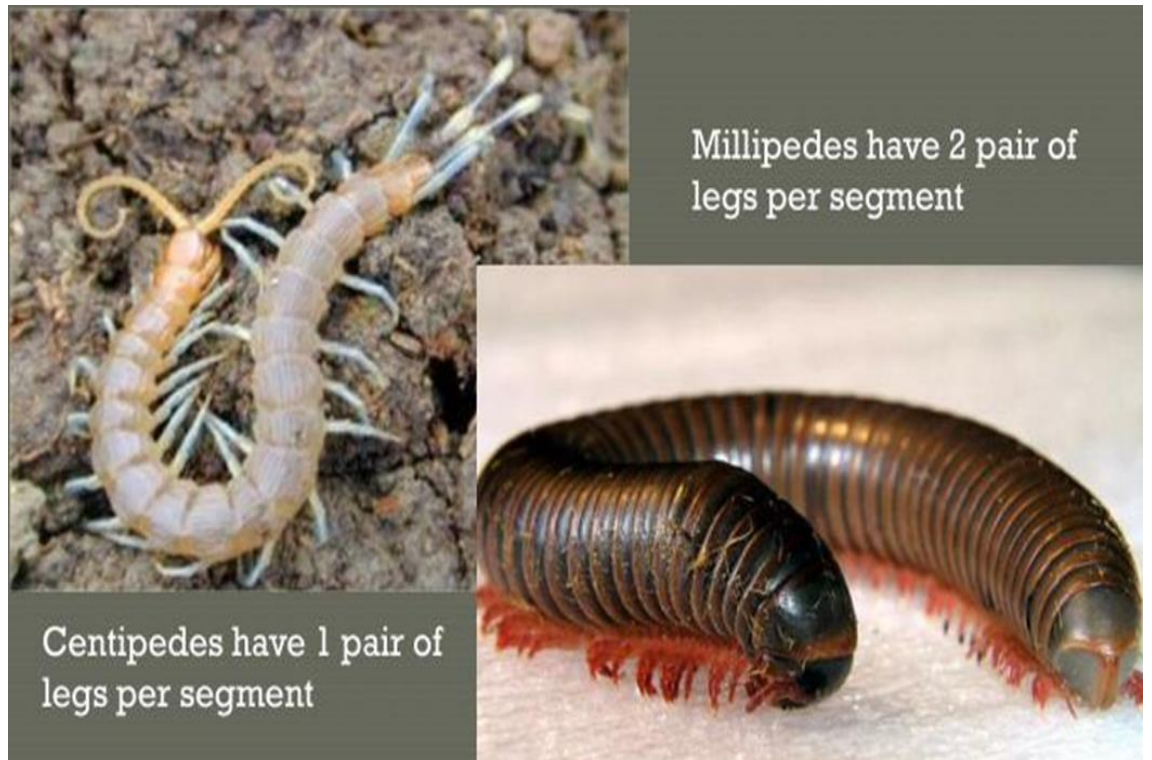 Millipedes have 2 pair of
legs per segment
Centipedes have 1 pair of
legs per segment